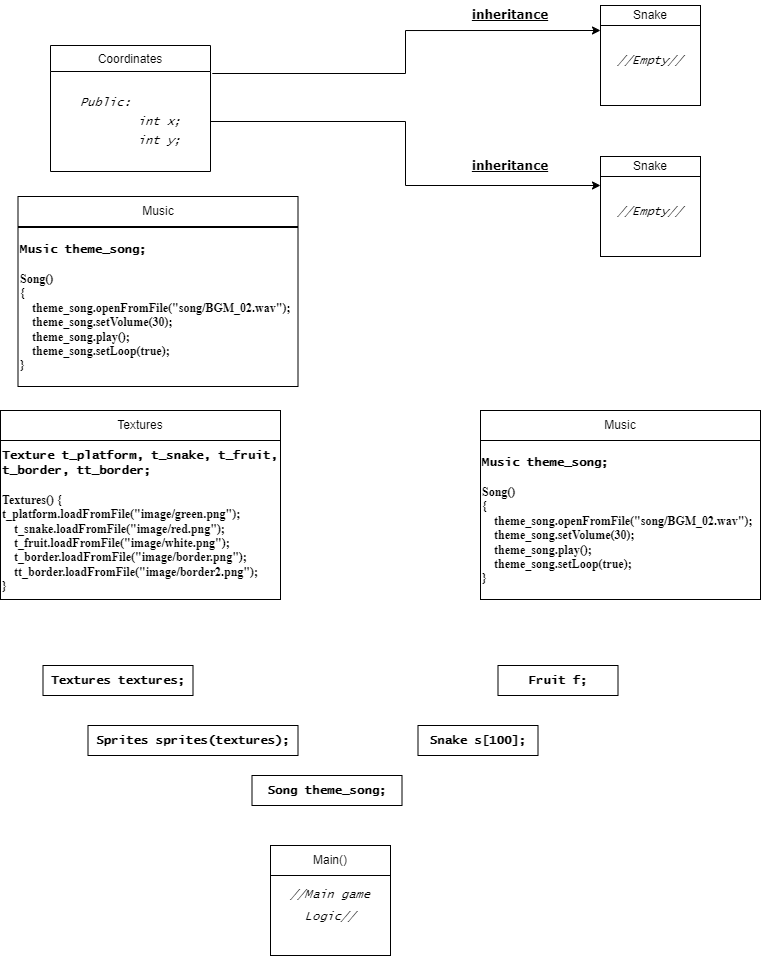 inheritance
Snake
//Empty//
Coordinates
Public:
int x;
int y;
inheritance
Snake
//Empty//
Music
Music theme_song;
Song()
{
theme_song.openFromFile("song/BGM_02.wav");
theme_song.setVolume(30);
theme_song.play();
theme_song.setLoop(true);
}
Textures
Texture t_platform, t_snake, t_fruit,
t_border, tt_border;
Textures() {
t_platform.loadFromFile("image/green.png");
t_snake.loadFromFile("image/red.png");
t_fruit.loadFromFile("image/white.png");
t_border.loadFromFile("image/border.png");
tt_border.loadFromFile("image/border2.png");
}
Music
Music theme_song;
Song()
{
theme_song.openFromFile("song/BGM_02.wav");
theme_song.setVolume(30);
theme_song.play();
theme_song.setLoop(true);
}
Textures textures;
Fruit f;
Sprites sprites(textures);
Snake s[100];
Song theme_song;
Main()
//Main game
Logic//